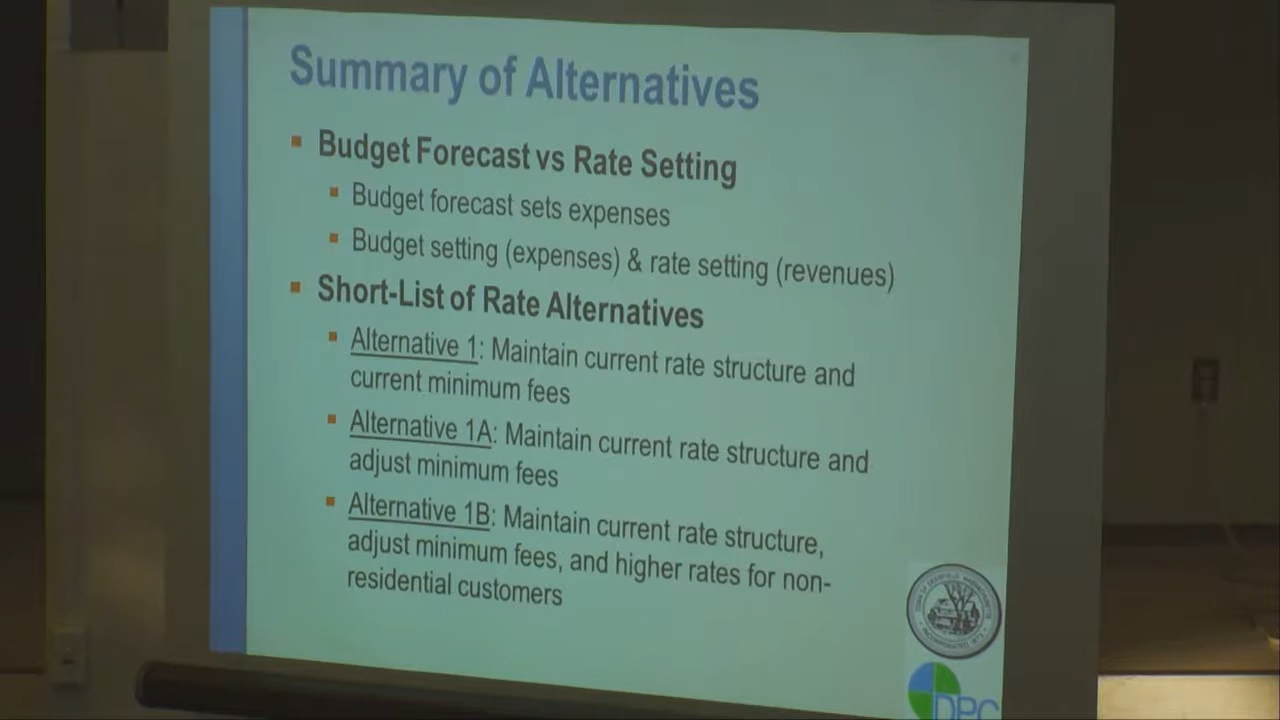 Summary of Alternatives
Budget Forecast vs Rate Setting
Budget forecast sets expenses
Budget setting (expenses) & rate setting (revenues)
Short-List of Rate Alternatives
Alternative 1: Maintain current rate structure and
current minimum fees
Alternative 1A: Maintain current rate structure and
adjust minimum fees
Alternative 1B: Maintain current rate structure,
adjust minimum fees, and higher rates for non-
residential customers
DPC